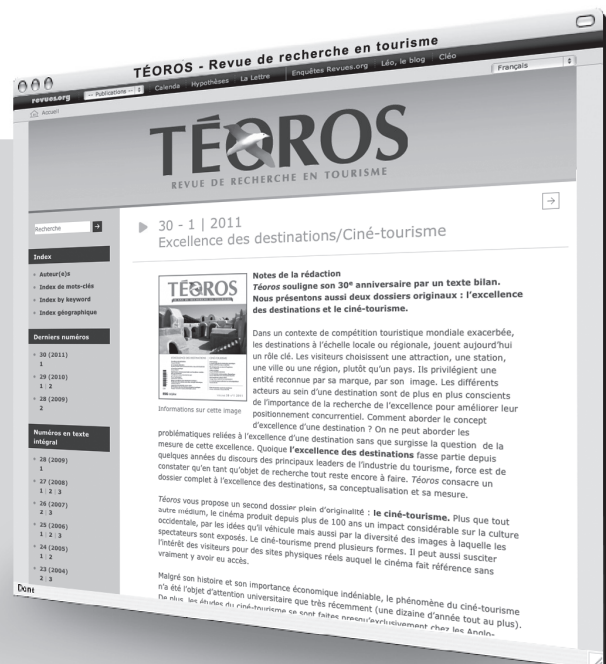 TÉOROS - Revue de recherche en tourisme
revues.org
-- Publications --
Calenda
Hypothèses
La Lettre
Enquêtes Revues.org
Léo, le blog
Cléo
Français
Accueil
TÉOROS
REVUE DE RECHERCHE EN TOURISME
Recherche
30 - 1 | 2011
Excellence des destinations/Ciné-tourisme
Index
Auteur(e)s
Index de mots-clés
Index by keyword
Index géographique
Derniers numéros
30 (2011)
1
29 (2010)
1 | 2
28 (2009)
2
Numéros en texte
intégral
28 (2009)
1
27 (2008)
1 | 2 | 3
26 (2007)
2 | 3
25 (2006)
1 | 2 | 3
24 (2005)
1 | 2
23 (2004)
2 | 3
Done
TÉOROS
Informations sur cette image
Notes de la rédaction
Téoros souligne son 30e anniversaire par un texte bilan.
Nous présentons aussi deux dossiers originaux : l'excellence
des destinations et le ciné-tourisme.
Dans un contexte de compétition touristique mondiale exacerbée,
les destinations à l'échelle locale ou régionale, jouent aujourd'hui
un rôle clé. Les visiteurs choisissent une attraction, une station,
une ville ou une région, plutôt qu'un pays. Ils privilégient une
entité reconnue par sa marque, par son image. Les différents
acteurs au sein d'une destination sont de plus en plus conscients
de l'importance de la recherche de l'excellence pour améliorer leur
positionnement concurrentiel. Comment aborder le concept
d'excellence d'une destination ? On ne peut aborder les
problématiques reliées à l'excellence d'une destination sans que surgisse la question de la
mesure de cette excellence. Quoique l'excellence des destinations fasse partie depuis
quelques années du discours des principaux leaders de l'industrie du tourisme, force est de
constater qu'en tant qu'objet de recherche tout reste encore à faire. Téoros consacre un
dossier complet à l'excellence des destinations, sa conceptualisation et sa mesure.
Téoros vous propose un second dossier plein d'originalité : le ciné-tourisme. Plus que tout
autre médium, le cinéma produit depuis plus de 100 ans un impact considérable sur la culture
occidentale, par les idées qu'il véhicule mais aussi par la diversité des images à laquelle les
spectateurs sont exposés. Le ciné-tourisme prend plusieurs formes. Il peut aussi susciter
l'intérêt des visiteurs pour des sites physiques réels auquel le cinéma fait référence sans
vraiment y avoir eu accès.
Malgré son histoire et son importance économique indéniable, le phénomène du ciné-tourisme
n'a été l'objet d'attention universitaire que très récemment (une dizaine d'année tout au plus).
De plus, les études du ciné-tourisme se sont faites presqu'exclusivement chez les Anglo-